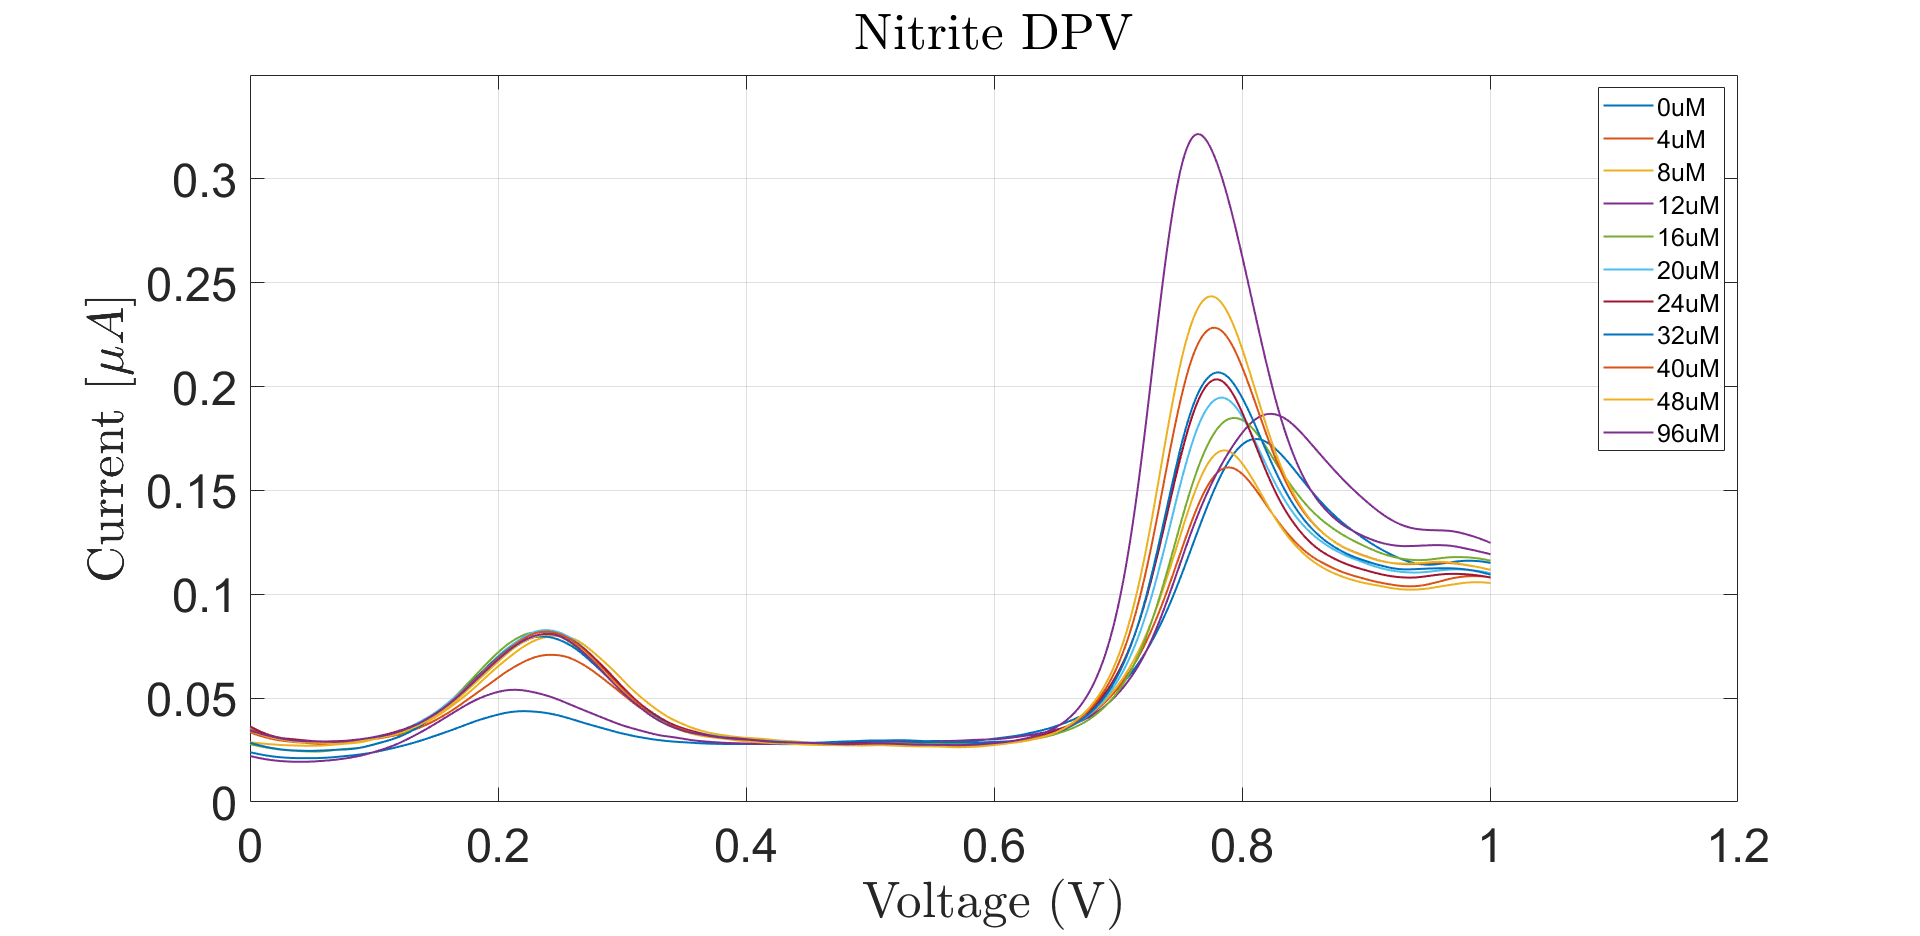 Nitrite DPV
Current [μA]
0.3
0.25
0.2
0.15
0.1
0.05
0
0uM
4uM
8uM
12uM
16uM
20uM
24uM
32uM
40uM
48uM
96uM
0 0.2 0.4 0.6 0.8 1 1.2
Voltage (V)